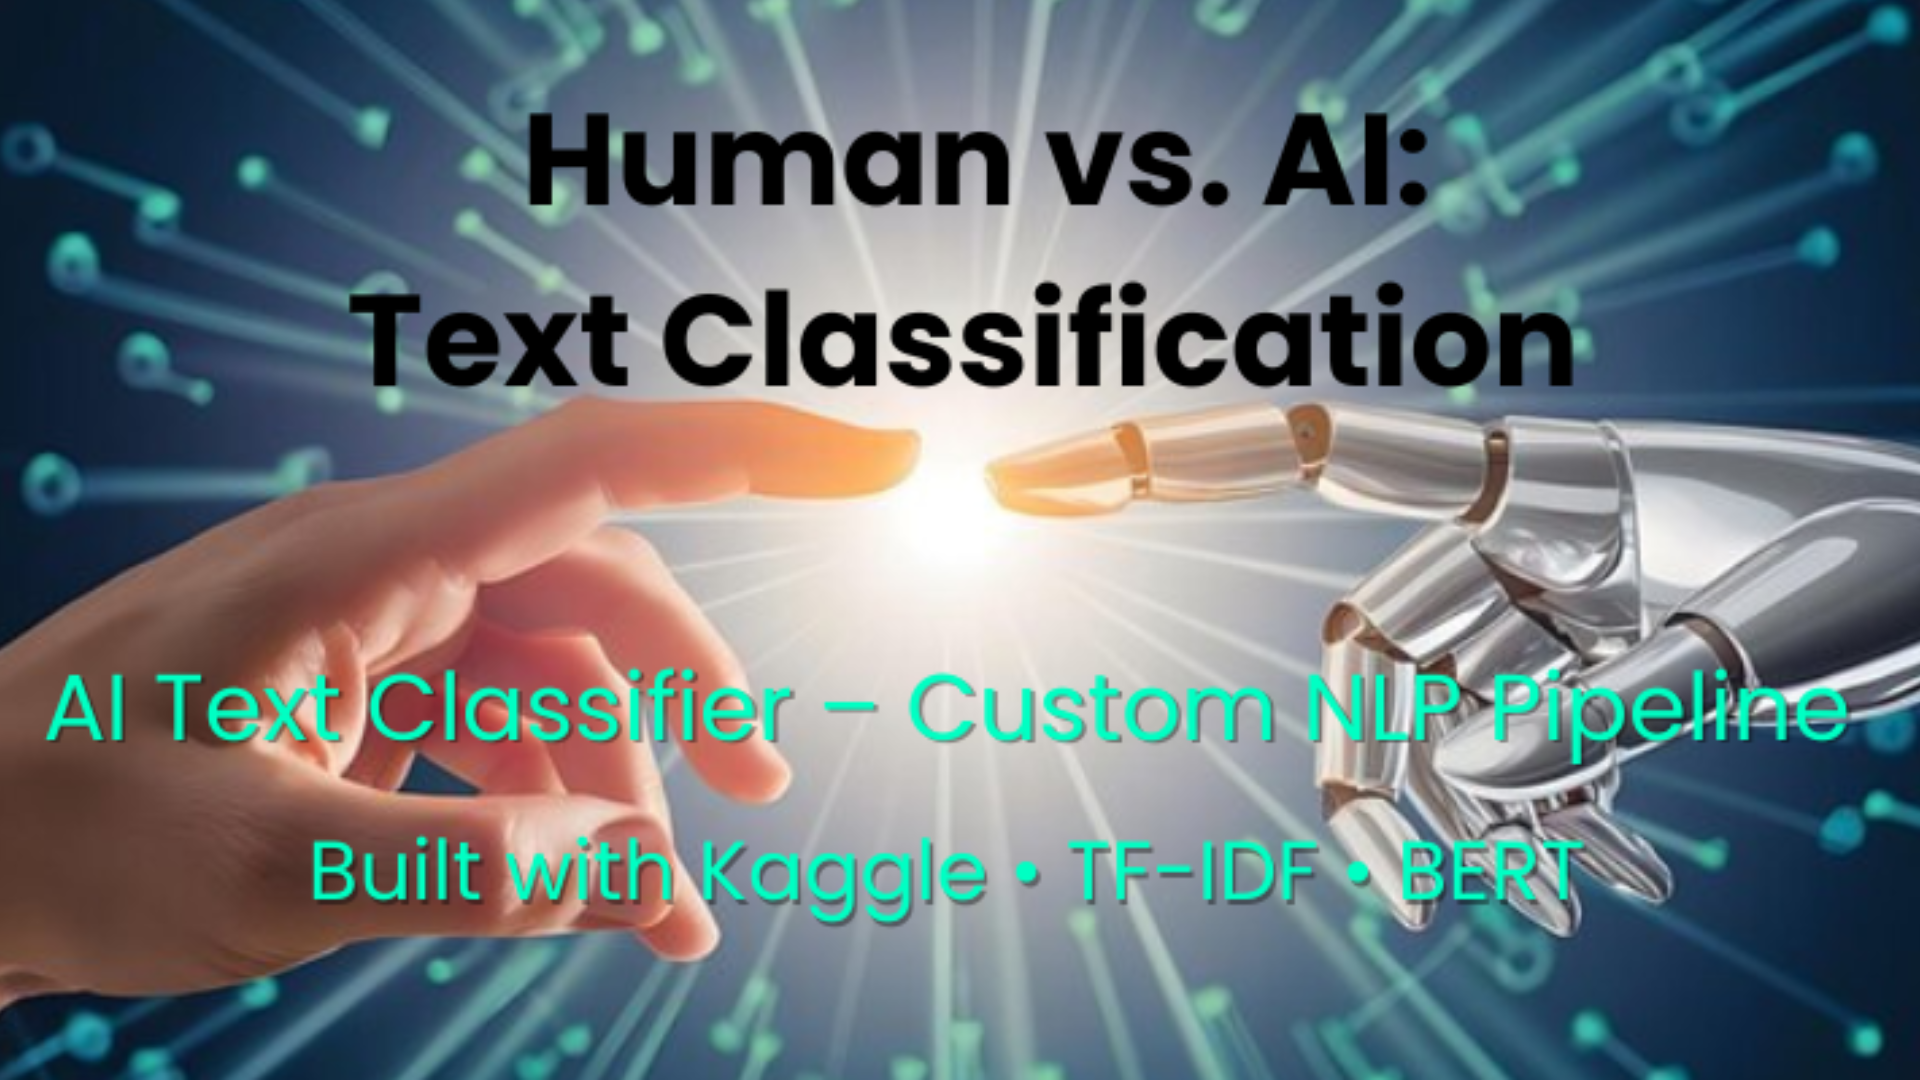 Human vs. AI:
Text Classification
AI Text Classifier – Custom NLP Pipeline
Built with Kaggle • TF-IDF • BERT